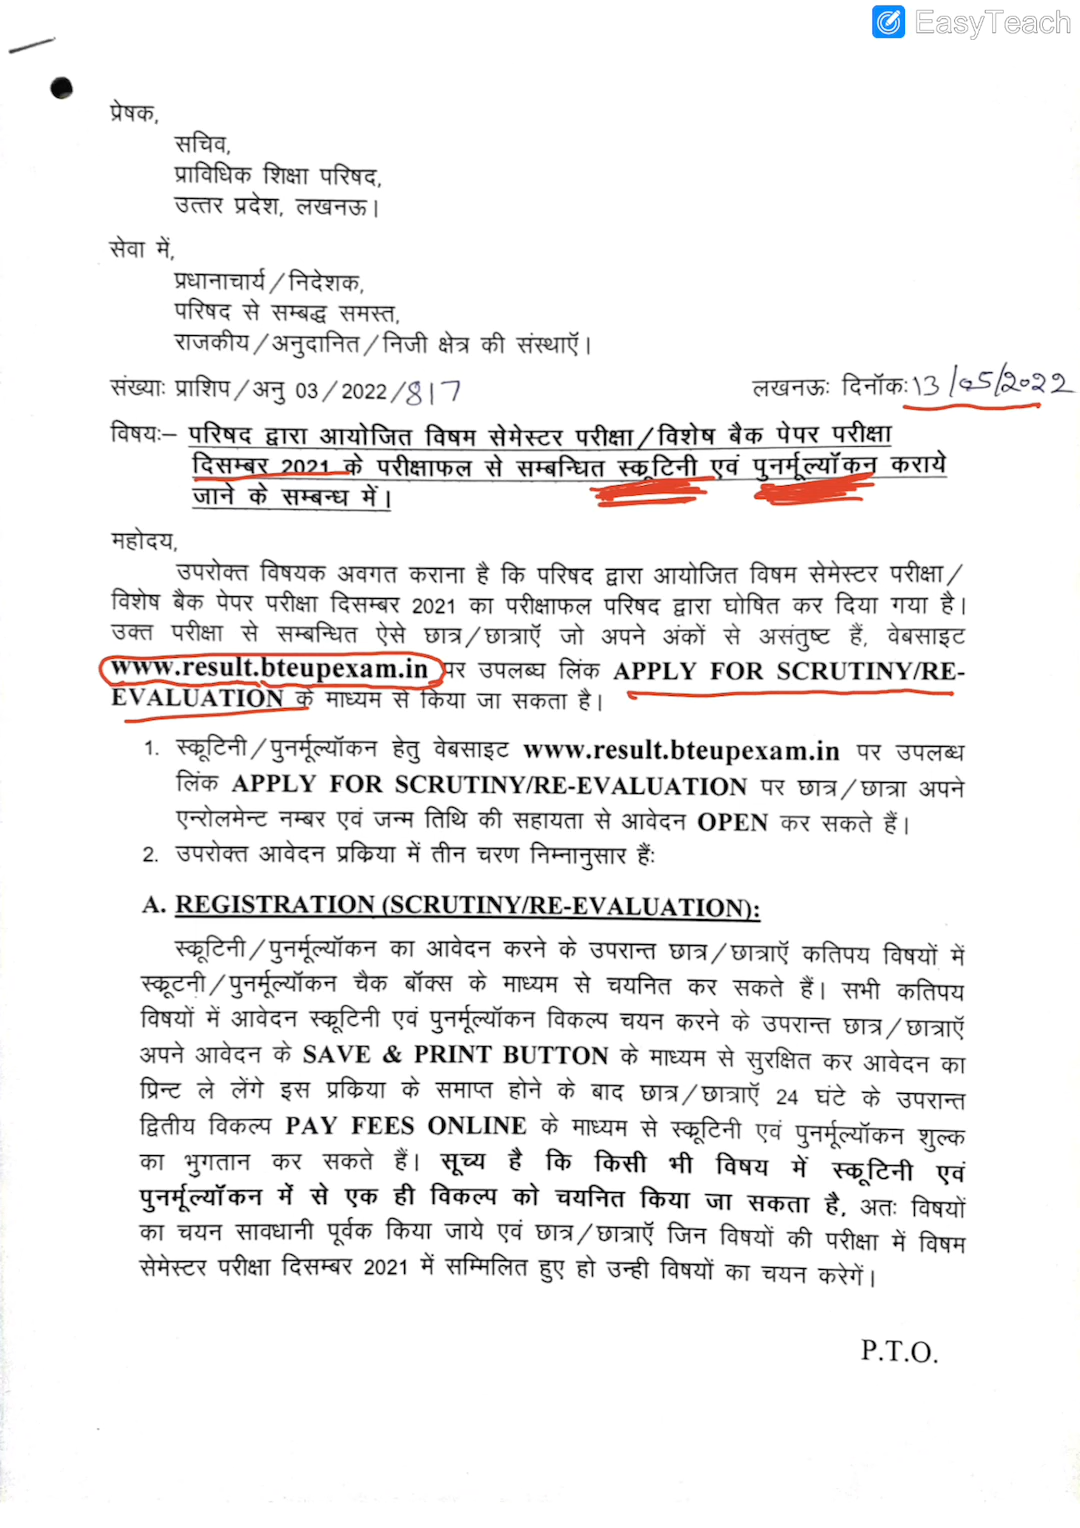 EasyTeach
प्रेषक,
सचिव,
प्राविधिक शिक्षा परिषद,
उत्तर प्रदेश, लखनऊ।
सेवा में,
प्रधानाचार्य/निदेशक,
परिषद से सम्बद्ध समस्त,
राजकीय/अनुदानित/निजी क्षेत्र की संस्थाऍ।
संख्याः प्राशिप/अनु 03/2022/817 लखनऊः दिनॉकः13/05/2022
विषयः– परिषद द्वारा आयोजित विषम सेमेस्टर परीक्षा/विशेष बैक पेपर परीक्षा
दिसम्बर 2021 के परीक्षाफल से सम्बन्धित स्कूटिनी एवं पुनर्मूल्यॉकन कराये
जाने के सम्बन्ध में।
महोदय,
उपरोक्त विषयक अवगत कराना है कि परिषद द्वारा आयोजित विषम सेमेस्टर परीक्षा/
विशेष बैक पेपर परीक्षा दिसम्बर 2021 का परीक्षाफल परिषद द्वारा घोषित कर दिया गया है।
उक्त परीक्षा से सम्बन्धित ऐसे छात्र/छात्राऍ जो अपने अंकों से असंतुष्ट हैं, वेबसाइट
www.result.bteupexam.in पर उपलब्ध लिंक APPLY FOR SCRUTINY/RE-
EVALUATION के माध्यम से किया जा सकता है।
1. स्कूटिनी/पुनर्मूल्यॉकन हेतु वेबसाइट www.result.bteupexam.in पर उपलब्ध
लिंक APPLY FOR SCRUTINY/RE-EVALUATION पर छात्र/छात्रा अपने
एन्रोलमेन्ट नम्बर एवं जन्म तिथि की सहायता से आवेदन OPEN कर सकते हैं।
2. उपरोक्त आवेदन प्रकिया में तीन चरण निम्नानुसार हैंः
A. REGISTRATION (SCRUTINY/RE-EVALUATION):
स्कूटिनी/पुनर्मूल्यॉकन का आवेदन करने के उपरान्त छात्र/छात्राऍ कतिपय विषयों में
स्कूटनी/पुनर्मूल्यॉकन चैक बॉक्स के माध्यम से चयनित कर सकते हैं। सभी कतिपय
विषयों में आवेदन स्कूटिनी एवं पुनर्मूल्यॉकन विकल्प चयन करने के उपरान्त छात्र/छात्राऍ
अपने आवेदन के SAVE & PRINT BUTTON के माध्यम से सुरक्षित कर आवेदन का
प्रिन्ट ले लेंगे इस प्रकिया के समाप्त होने के बाद छात्र/छात्राऍ 24 घंटे के उपरान्त
द्वितीय विकल्प PAY FEES ONLINE के माध्यम से स्कूटिनी एवं पुनर्मूल्यॉकन शुल्क
का भुगतान कर सकते हैं। सूच्य है कि किसी भी विषय में स्कूटिनी एवं
पुनर्मूल्यॉकन में से एक ही विकल्प को चयनित किया जा सकता है, अतः विषयों
का चयन सावधानी पूर्वक किया जाये एवं छात्र/छात्राऍ जिन विषयों की परीक्षा में विषम
सेमेस्टर परीक्षा दिसम्बर 2021 में सम्मिलित हुए हो उन्ही विषयों का चयन करेगें।
P.T.O.